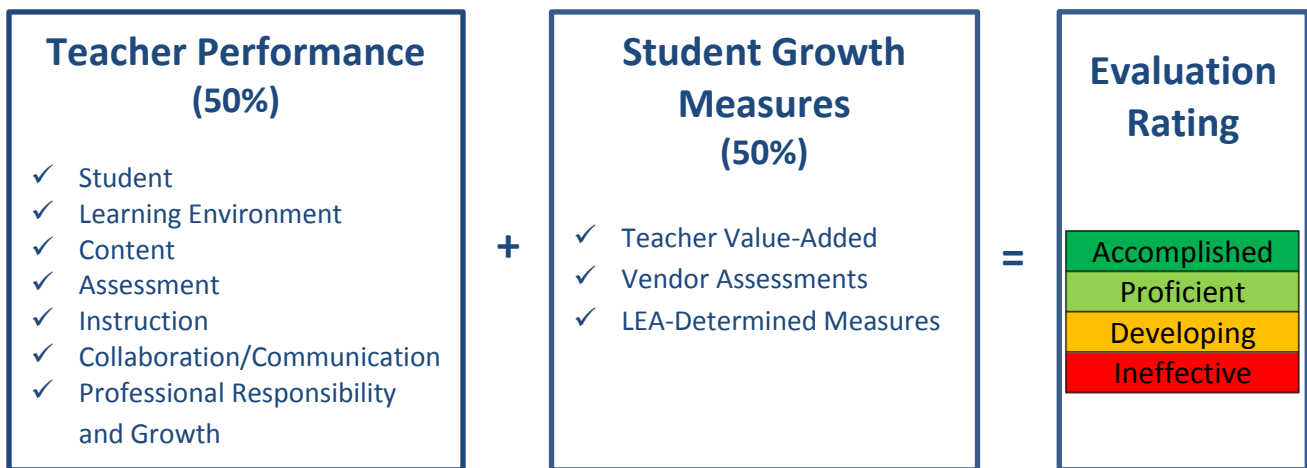 Teacher Performance
(50%)
✓ Student
✓ Learning Environment
✓ Content
✓ Assessment
✓ Instruction
✓ Collaboration/Communication
✓ Professional Responsibility
and Growth
+
Student Growth
Measures
(50%)
✓ Teacher Value-Added
✓ Vendor Assessments
✓ LEA-Determined Measures
=
Evaluation
Rating
Accomplished
Proficient
Developing
Ineffective